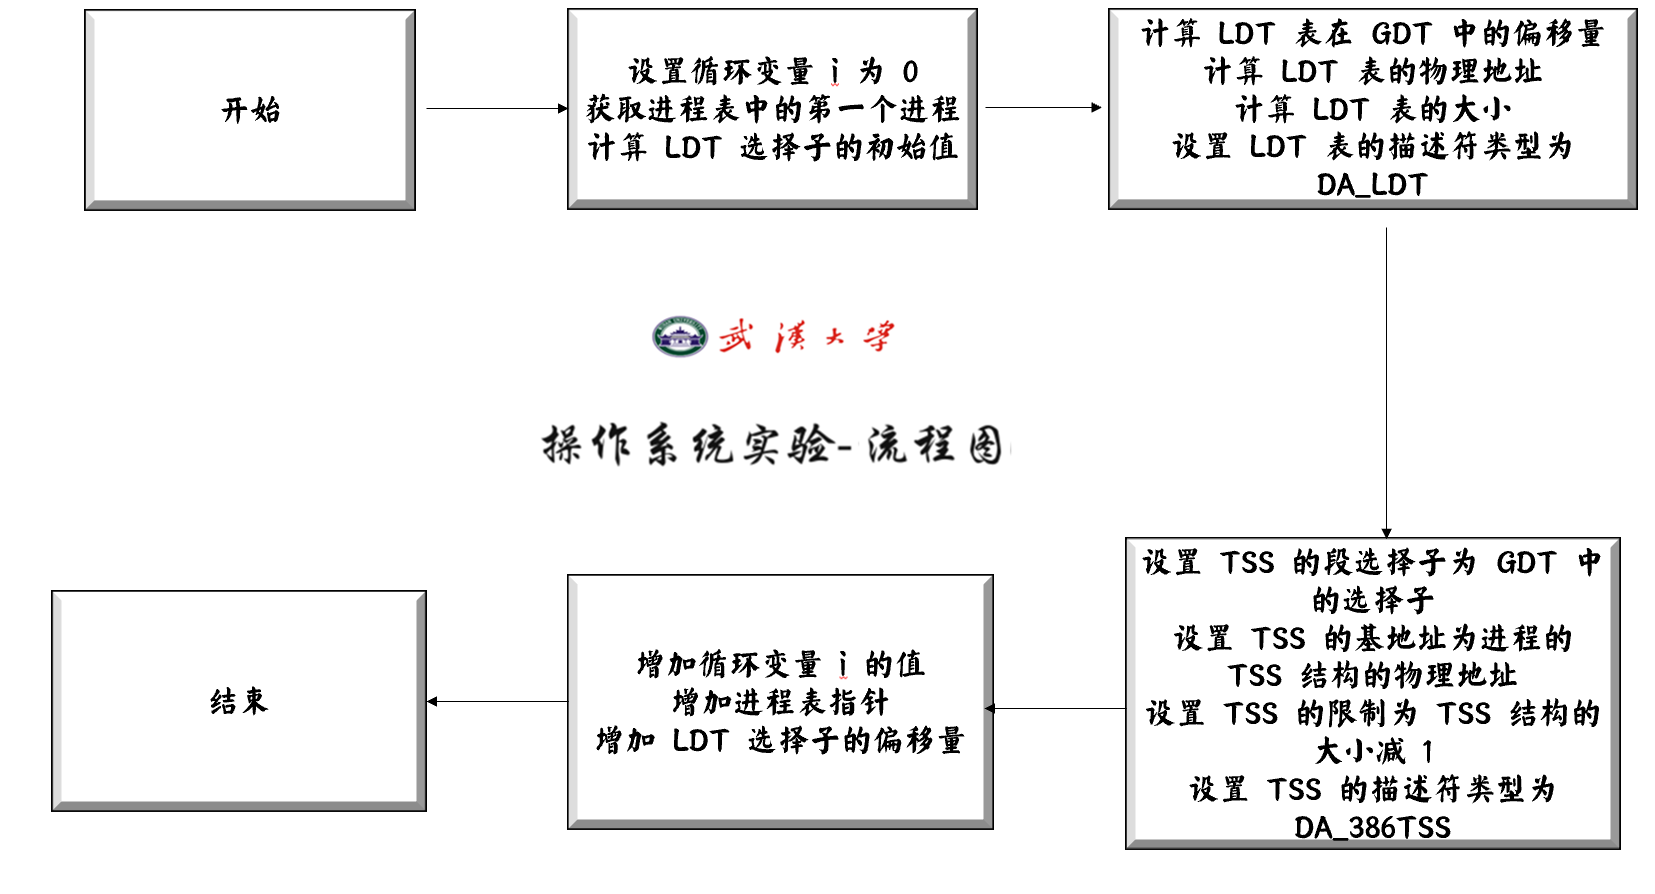 开始
设置循环变量 i 为 0
获取进程表中的第一个进程
计算 LDT 选择子的初始值
计算 LDT 表在 GDT 中的偏移量
计算 LDT 表的物理地址
计算 LDT 表的大小
设置 LDT 表的描述符类型为
DA_LDT
武漢大学
操作系统实验-流程图
设置 TSS 的段选择子为 GDT 中
的选择子
设置 TSS 的基地址为进程的
TSS 结构的物理地址
设置 TSS 的限制为 TSS 结构的
大小减 1
设置 TSS 的描述符类型为
DA_386TSS
增加循环变量 i 的值
增加进程表指针
增加 LDT 选择子的偏移量
结束